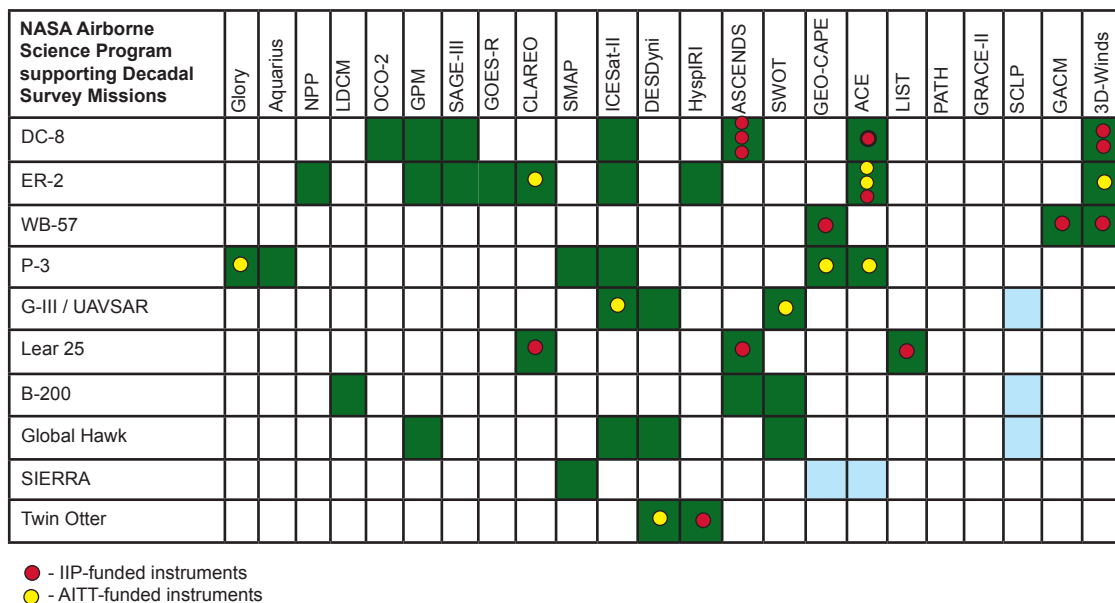 NASA Airborne
Science Program
supporting Decadal
Survey Missions
Glory
Aquarius
NPP
LDCM
OCO-2
GPM
SAGE-III
GOES-R
CLAREO
SMAP
ICESat-II
DESDyni
HyspIRI
ASCENDS
SWOT
GEO-CAPE
ACE
LIST
PATH
GRACE-II
SCLP
GACM
3D-Winds
DC-8
ER-2
WB-57
P-3
G-III / UAVSAR
Lear 25
B-200
Global Hawk
SIERRA
Twin Otter
- IIP-funded instruments
- AITT-funded instruments